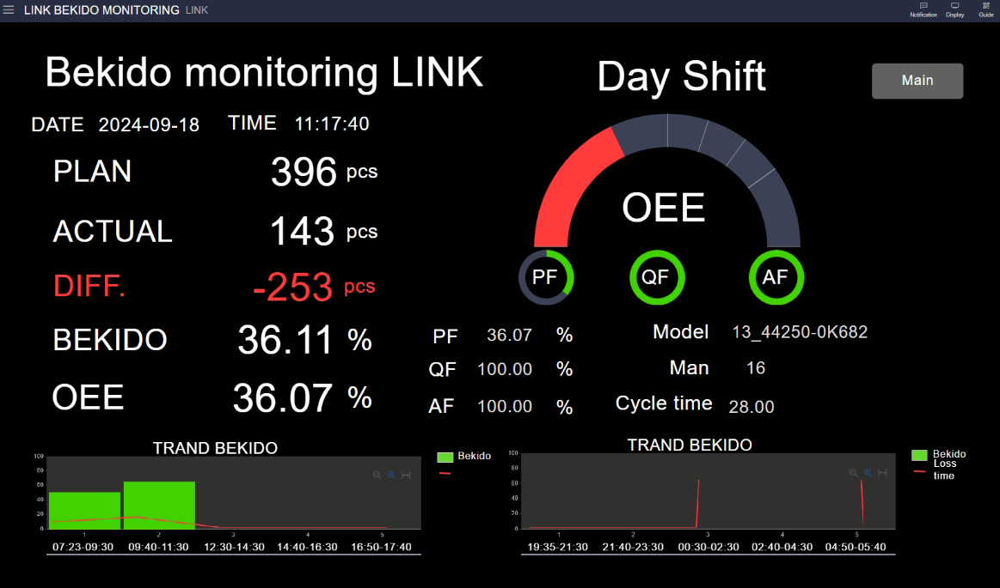 LINK BEKIDO MONITORING LINK
Notification Display Guide
Bekido monitoring LINK
Day Shift
Main
DATE 2024-09-18 TIME 11:17:40
PLAN 396 pcs
ACTUAL 143 pcs
DIFF. -253 pcs
BEKIDO 36.11 %
OEE 36.07 %
OEE
PF QF AF
PF 36.07 %
QF 100.00 %
AF 100.00 %
Model 13_44250-0K682
Man 16
Cycle time 28.00
TRAND BEKIDO
Bekido
100
80
60
40
20
0
1 2 3 4 5
07:23-09:30 09:40-11:30 12:30-14:30 14:40-16:30 16:50-17:40
TRAND BEKIDO
Bekido
Loss
time
100
80
60
40
20
0
1 2 3 4 5
19:35-21:30 21:40-23:30 00:30-02:30 02:40-04:30 04:50-05:40